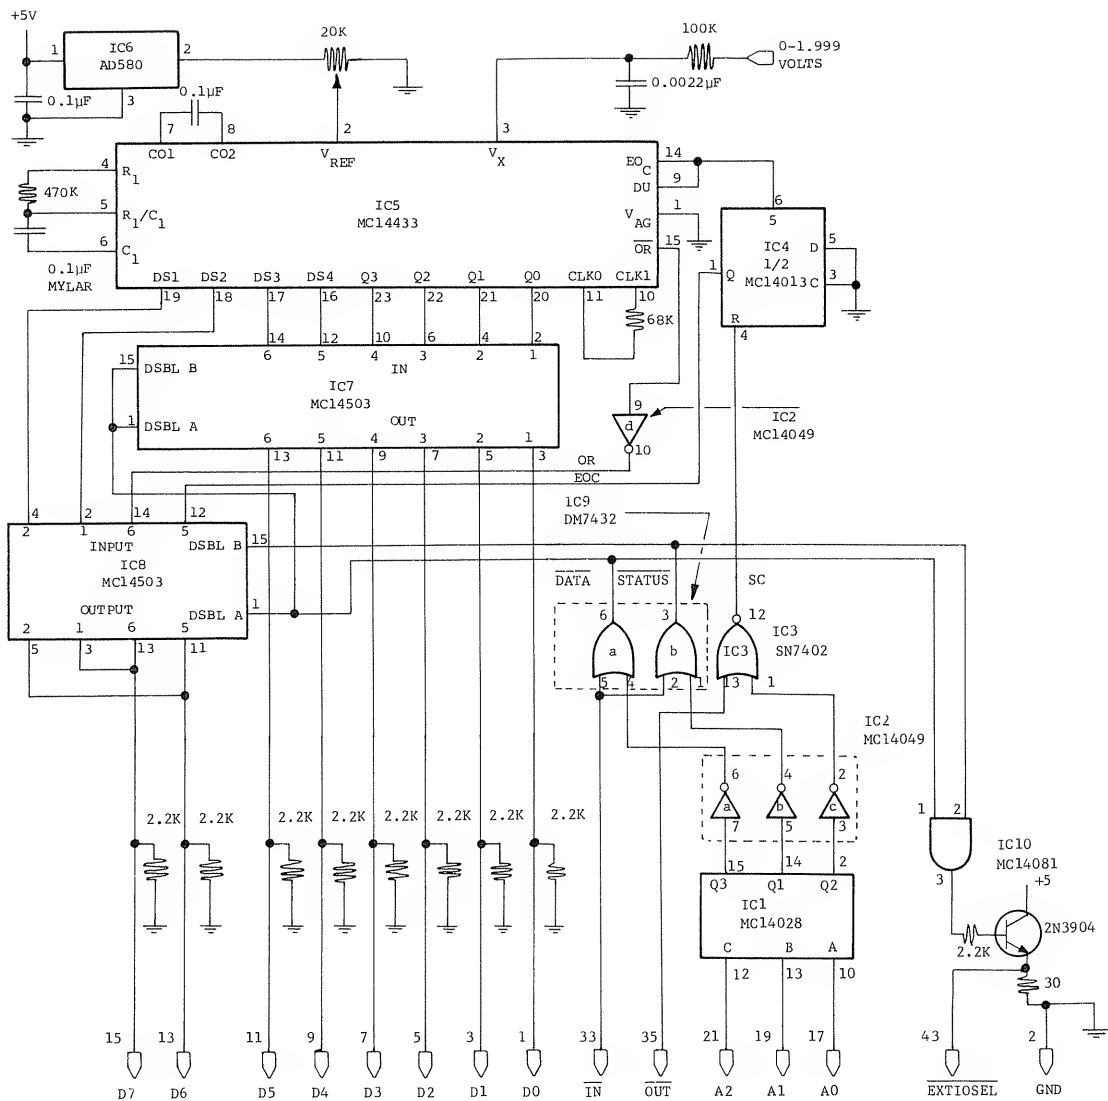 +5V
1
IC6
AD580
2
3
0.1µF
20K
100K
0-1.999
VOLTS
0.0022µF
0.1µF
7
8
2
3
CO1
CO2
VREF
VX
4
R1
470K
5
R1/C1
6
C1
0.1µF
MYLAR
IC5
MC14433
EOC
14
DU
9
VAG
1
OR
15
6
5
IC4
1/2
MC14013
D
5
C
3
1
Q
R
4
DS1
DS2
DS3
DS4
Q3
Q2
Q1
Q0
CLK0
CLK1
19
18
17
16
23
22
21
20
11
10
68K
14
12
10
6
4
2
6
5
4
3
2
1
15
DSBL B
IN
IC7
MC14503
1
DSBL A
OUT
6
5
4
3
2
1
13
11
9
7
5
3
9
d
10
IC2
MC14049
OR
EOC
4
2
14
12
2
1
6
5
INPUT
DSBL B
15
IC8
MC14503
OUTPUT
DSBL A
1
2
1
6
5
5
3
13
11
IC9
DM7432
DATA
STATUS
SC
6
3
12
a
b
IC3
IC3
SN7402
5
4
2
1
13
1
IC2
MC14049
6
4
2
a
b
c
7
5
3
15
14
2
Q3
Q1
Q2
IC1
MC14028
C
B
A
12
13
10
1
2
IC10
MC14081
3
+5
2N3904
2.2K
30
2.2K
2.2K
2.2K
2.2K
2.2K
2.2K
2.2K
2.2K
15
13
11
9
7
5
3
1
33
35
21
19
17
43
2
D7
D6
D5
D4
D3
D2
D1
D0
IN
OUT
A2
A1
A0
EXTIOSEL
GND